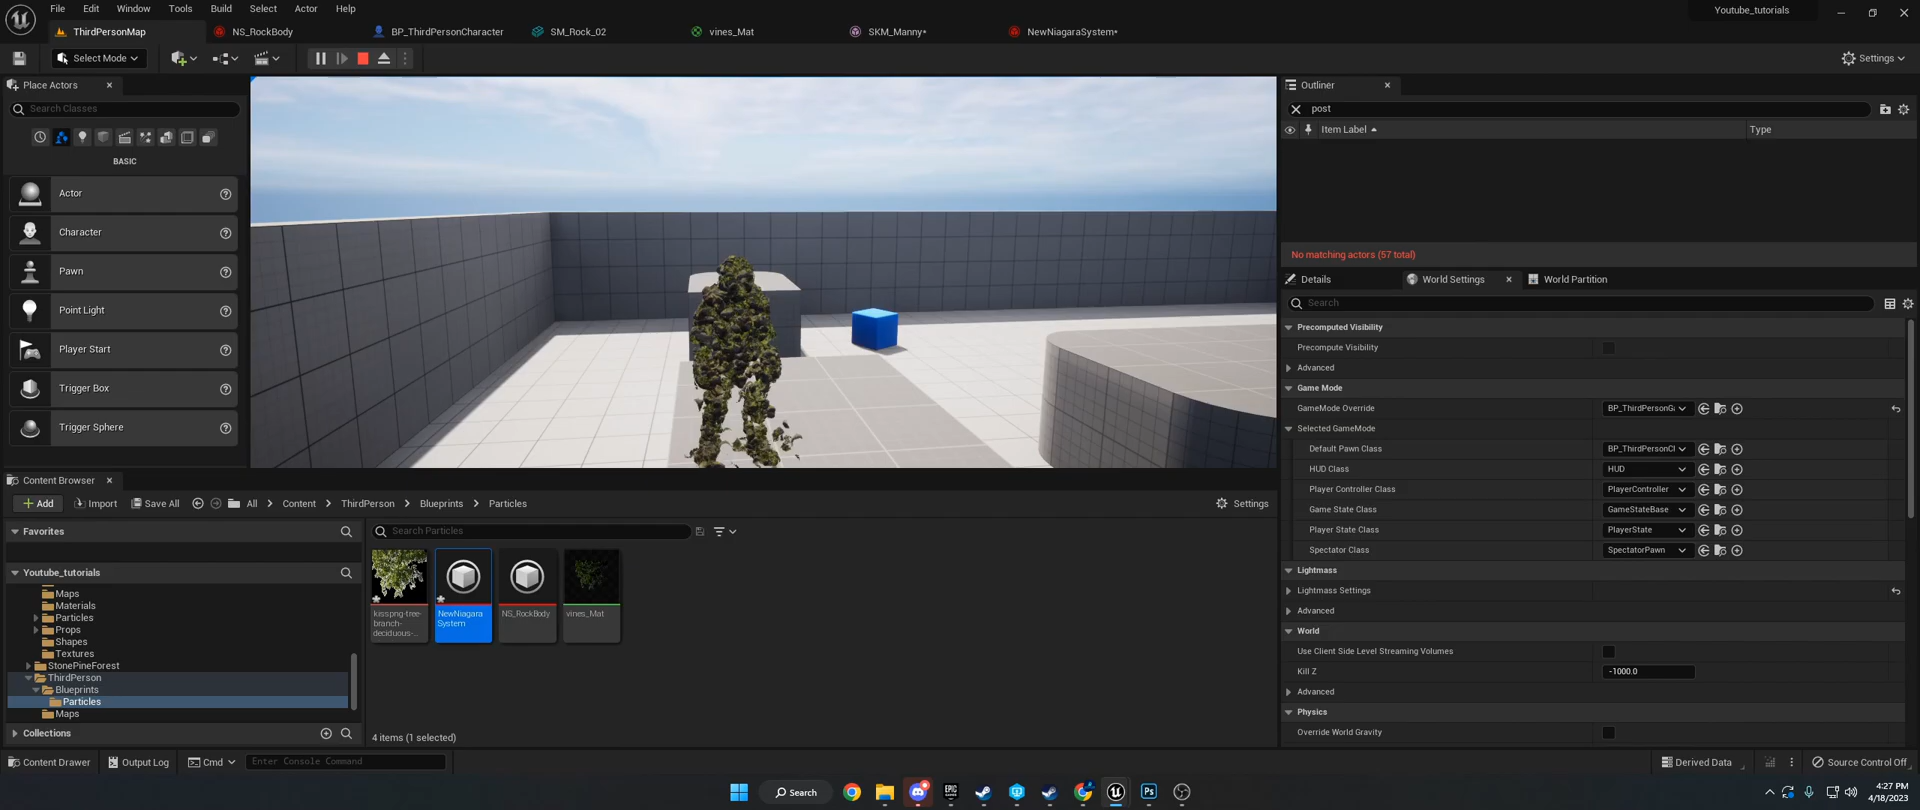 File Edit Window Tools Build Select Actor Help
Youtube_tutorials
ThirdPersonMap NS_RockBody BP_ThirdPersonCharacter SM_Rock_02 vines_Mat SKM_Manny* NewNiagaraSystem*
Select Mode
Settings
Place Actors
Search Classes
BASIC
Actor
Character
Pawn
Point Light
Player Start
Trigger Box
Trigger Sphere
Outliner
post
Item Label Type
No matching actors (57 total)
Details World Settings World Partition
Search
Precomputed Visibility
Precompute Visibility
Advanced
Game Mode
GameMode Override BP_ThirdPersonGa
Selected GameMode
Default Pawn Class BP_ThirdPersonCl
HUD Class HUD
Player Controller Class PlayerController
Game State Class GameStateBase
Player State Class PlayerState
Spectator Class SpectatorPawn
Lightmass
Lightmass Settings
Advanced
World
Use Client Side Level Streaming Volumes
Kill Z -1000.0
Advanced
Physics
Override World Gravity
Content Browser
Add Import Save All All Content ThirdPerson Blueprints Particles Settings
Favorites
Youtube_tutorials
Maps
Materials
Particles
Props
Shapes
Textures
StonePineForest
ThirdPerson
Blueprints
Particles
Maps
Collections
Search Particles
kisspng-tree-
branch-
deciduous-...
NewNiagara
System
NS_RockBody
vines_Mat
4 items (1 selected)
Content Drawer Output Log Cmd Enter Console Command
Derived Data Source Control Off
Search
Ps
4:27 PM
4/18/2023